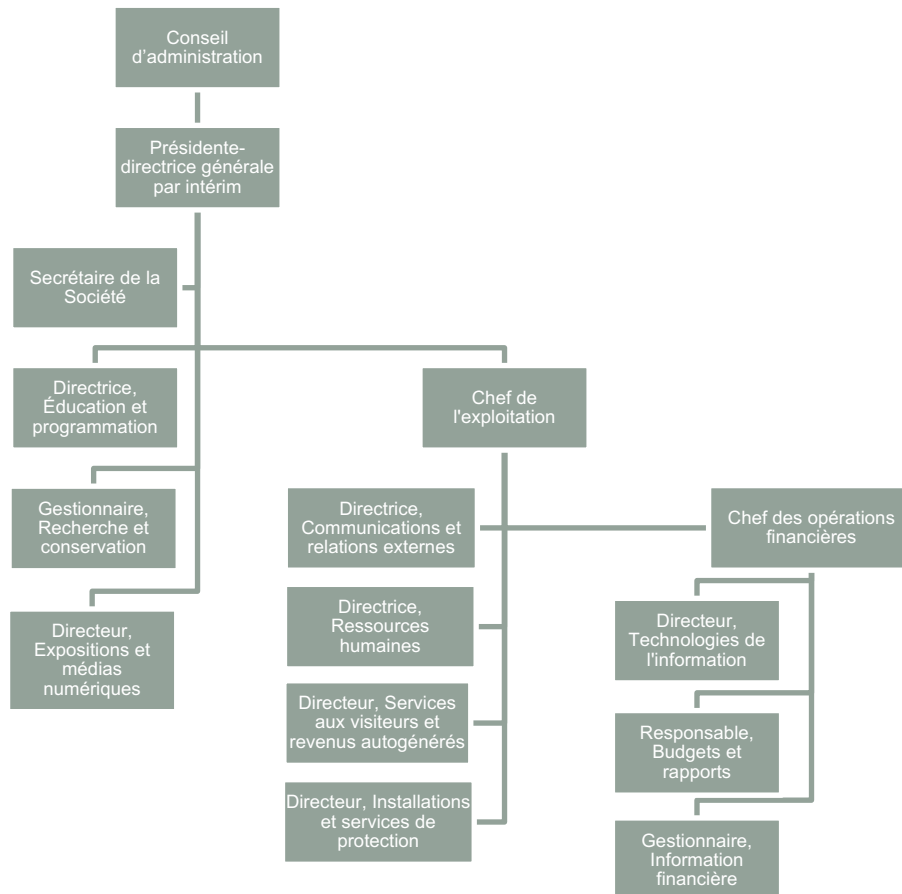 Conseil
d'administration
Présidente-
directrice générale
par intérim
Secrétaire de la
Société
Directrice,
Éducation et
programmation
Chef de
l'exploitation
Gestionnaire,
Recherche et
conservation
Directrice,
Communications et
relations externes
Chef des opérations
financières
Directeur,
Expositions et
médias
numériques
Directrice,
Ressources
humaines
Directeur,
Technologies de
l'information
Directeur, Services
aux visiteurs et
revenus autogénérés
Responsable,
Budgets et
rapports
Directeur, Installations
et services de
protection
Gestionnaire,
Information
financière